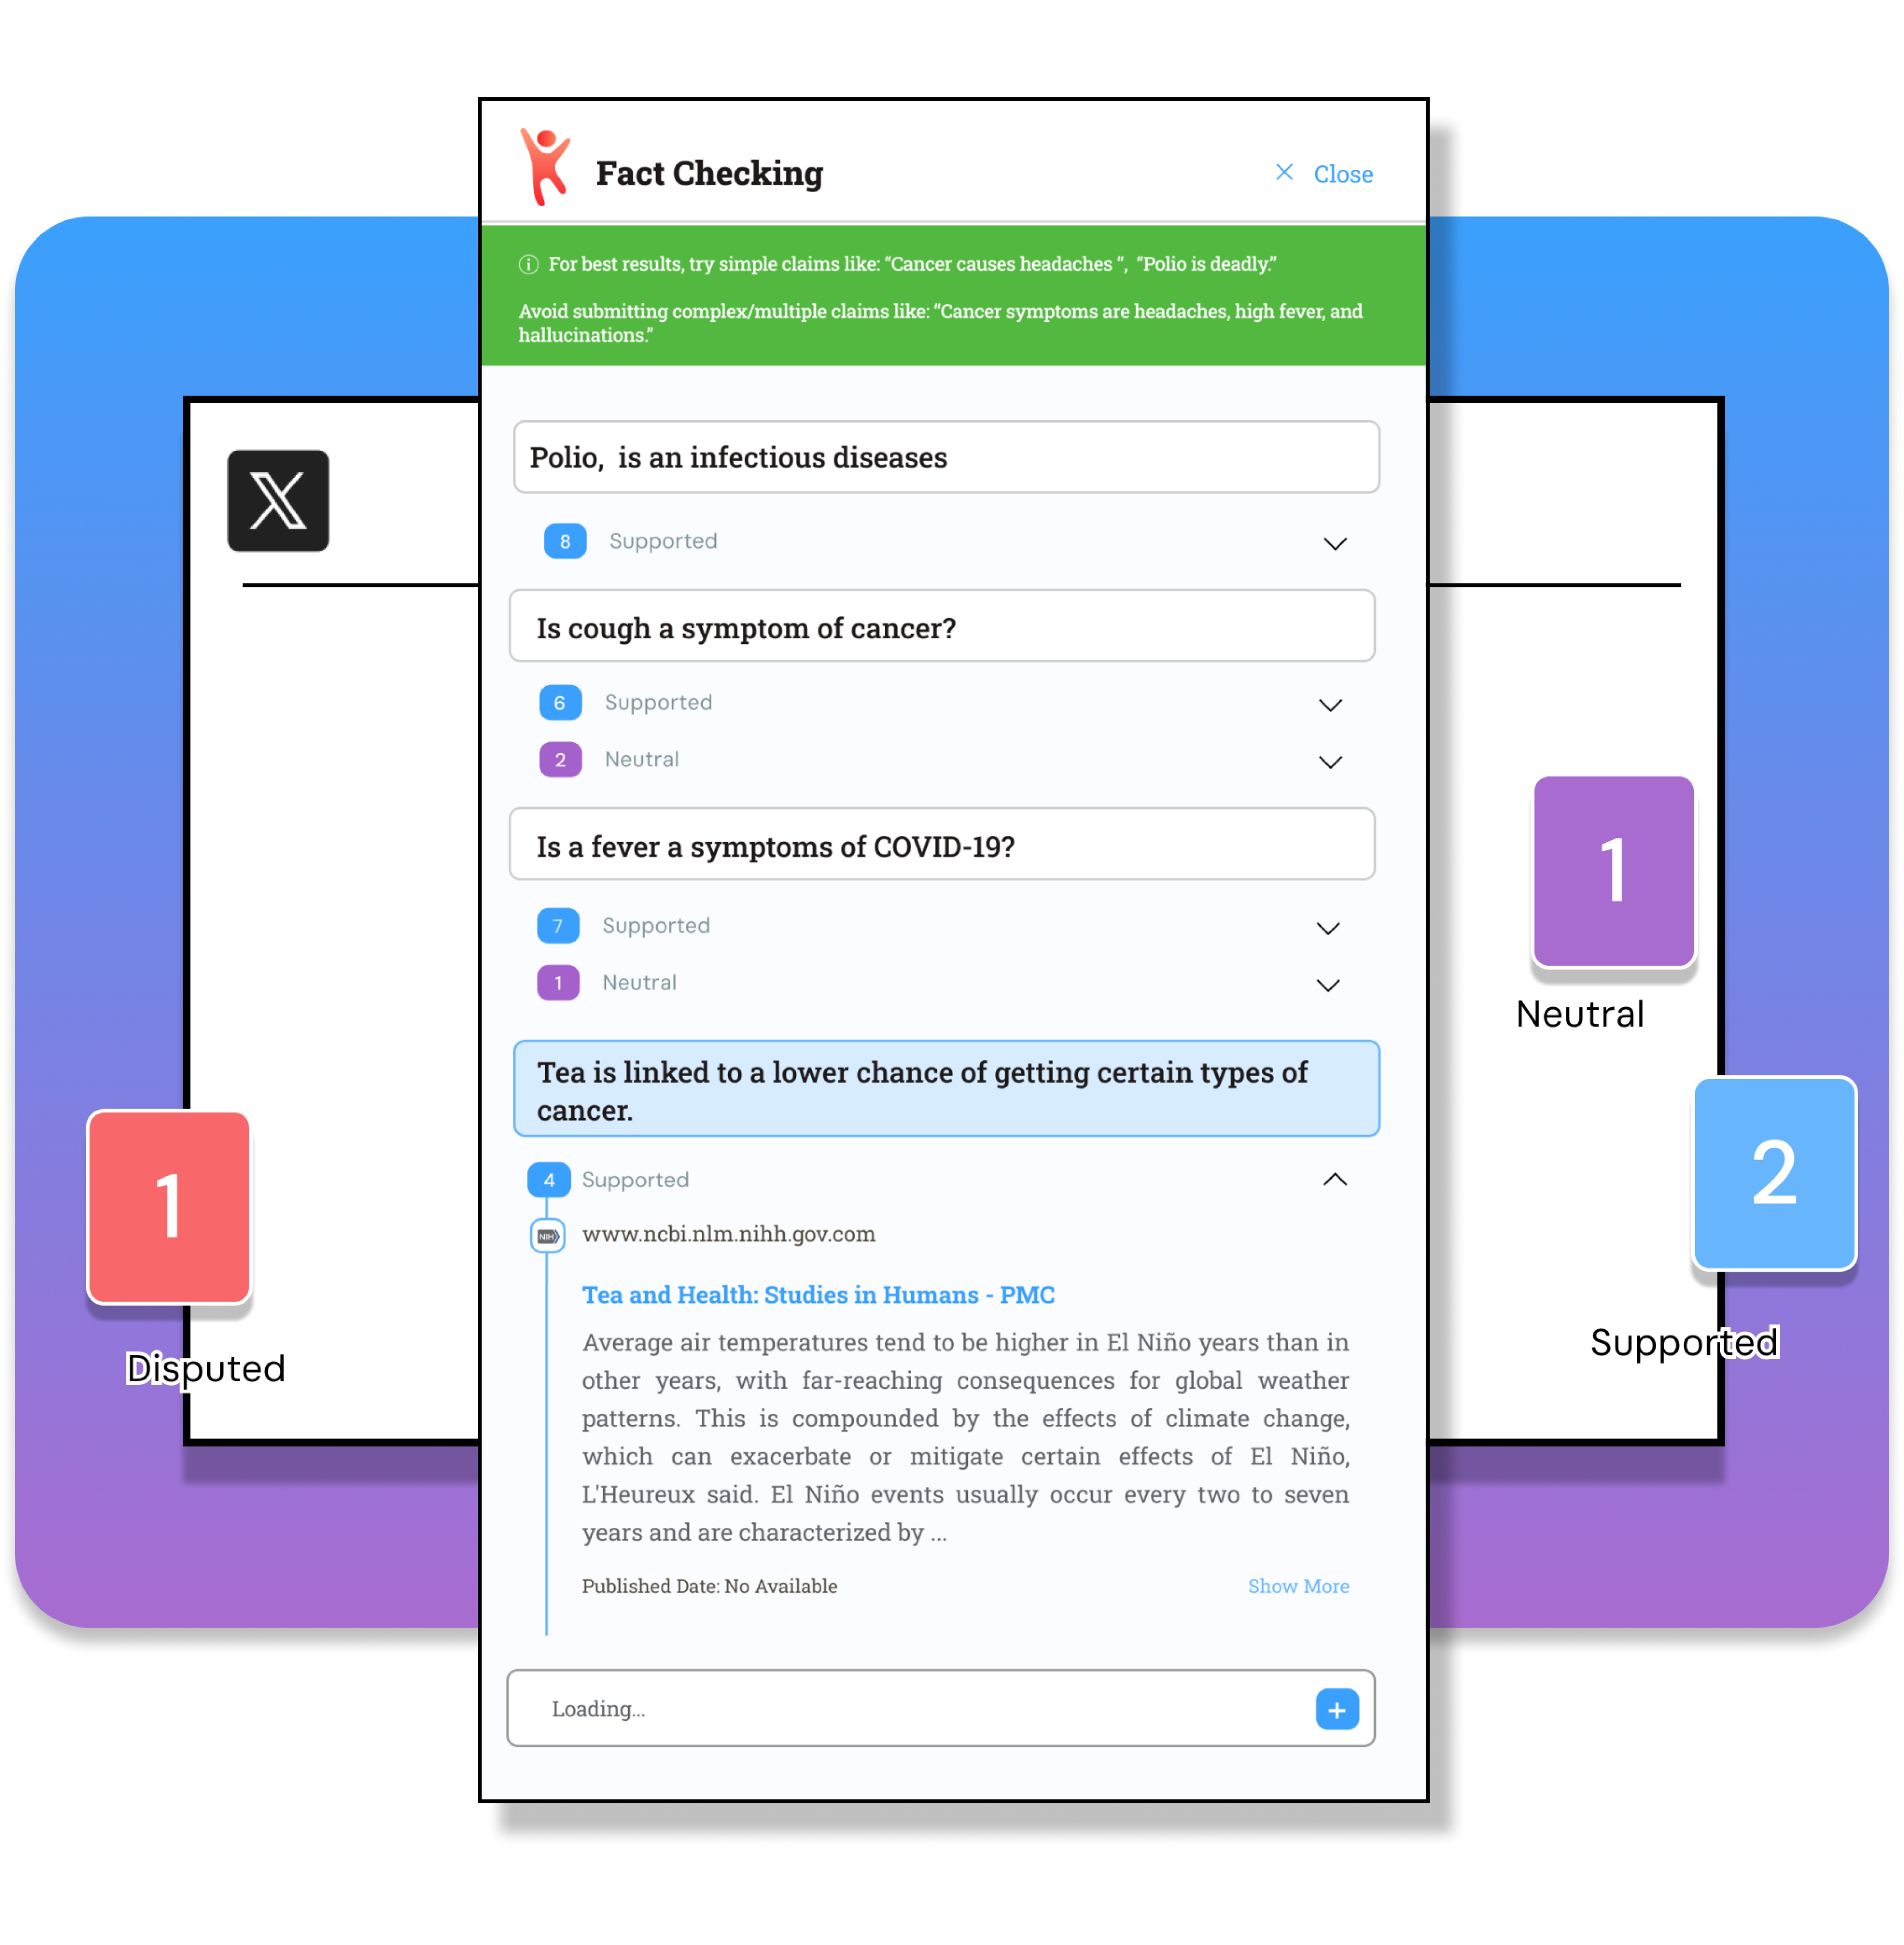 Fact Checking
× Close
For best results, try simple claims like: “Cancer causes headaches “, “Polio is deadly.”
Avoid submitting complex/multiple claims like: “Cancer symptoms are headaches, high fever, and
hallucinations.”
X
Polio,  is an infectious diseases
8 Supported
Is cough a symptom of cancer?
6 Supported
2 Neutral
Is a fever a symptoms of COVID-19?
7 Supported
1 Neutral
Tea is linked to a lower chance of getting certain types of
cancer.
4 Supported
NIH
www.ncbi.nlm.nihh.gov.com
Tea and Health: Studies in Humans - PMC
Average air temperatures tend to be higher in El Niño years than in
other years, with far-reaching consequences for global weather
patterns. This is compounded by the effects of climate change,
which can exacerbate or mitigate certain effects of El Niño,
L'Heureux said. El Niño events usually occur every two to seven
years and are characterized by ...
Published Date: No Available
Show More
Loading...
+
1
Neutral
2
Supported
1
Disputed